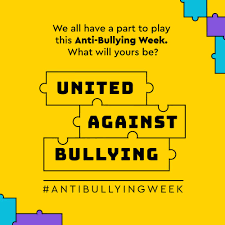 We all have a part to play
this Anti-Bullying Week.
What will yours be?
UNITED
AGAINST
BULLYING
#ANTIBULLYINGWEEK